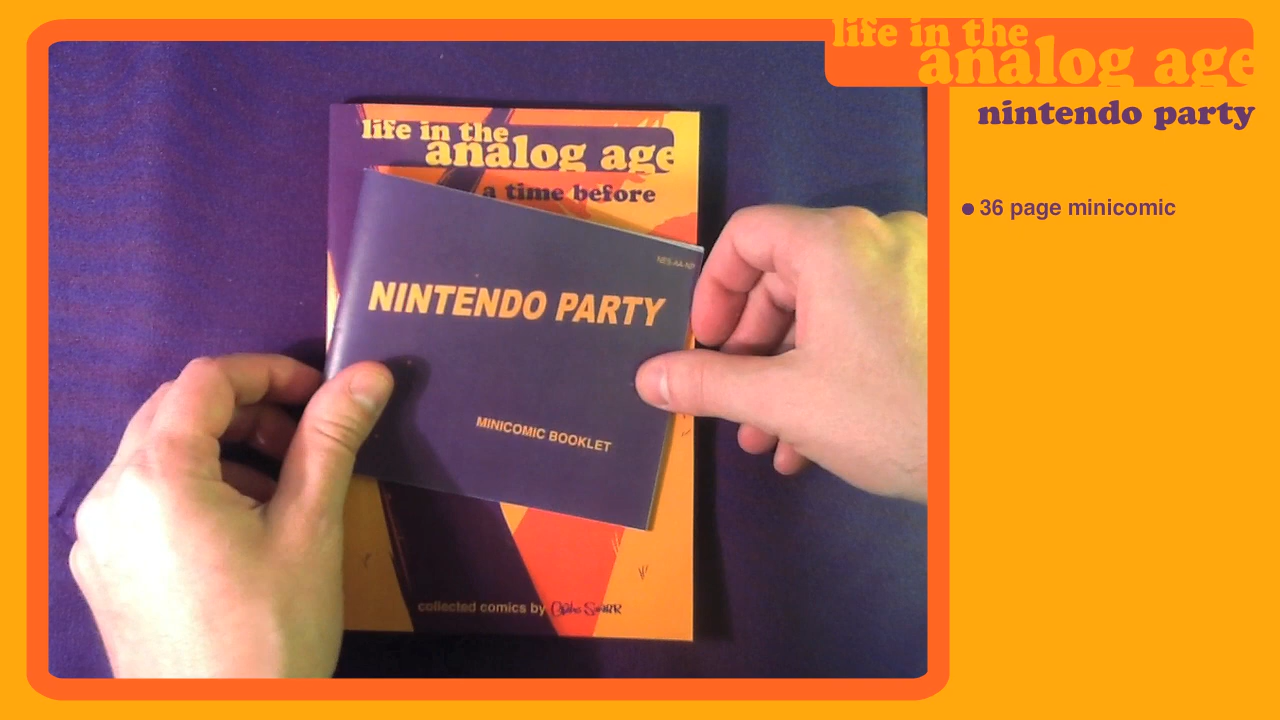 life in the
analog age
nintendo party
36 page minicomic
life in the
analog age
a time before
NINTENDO PARTY
MINICOMIC BOOKLET
collected comics by